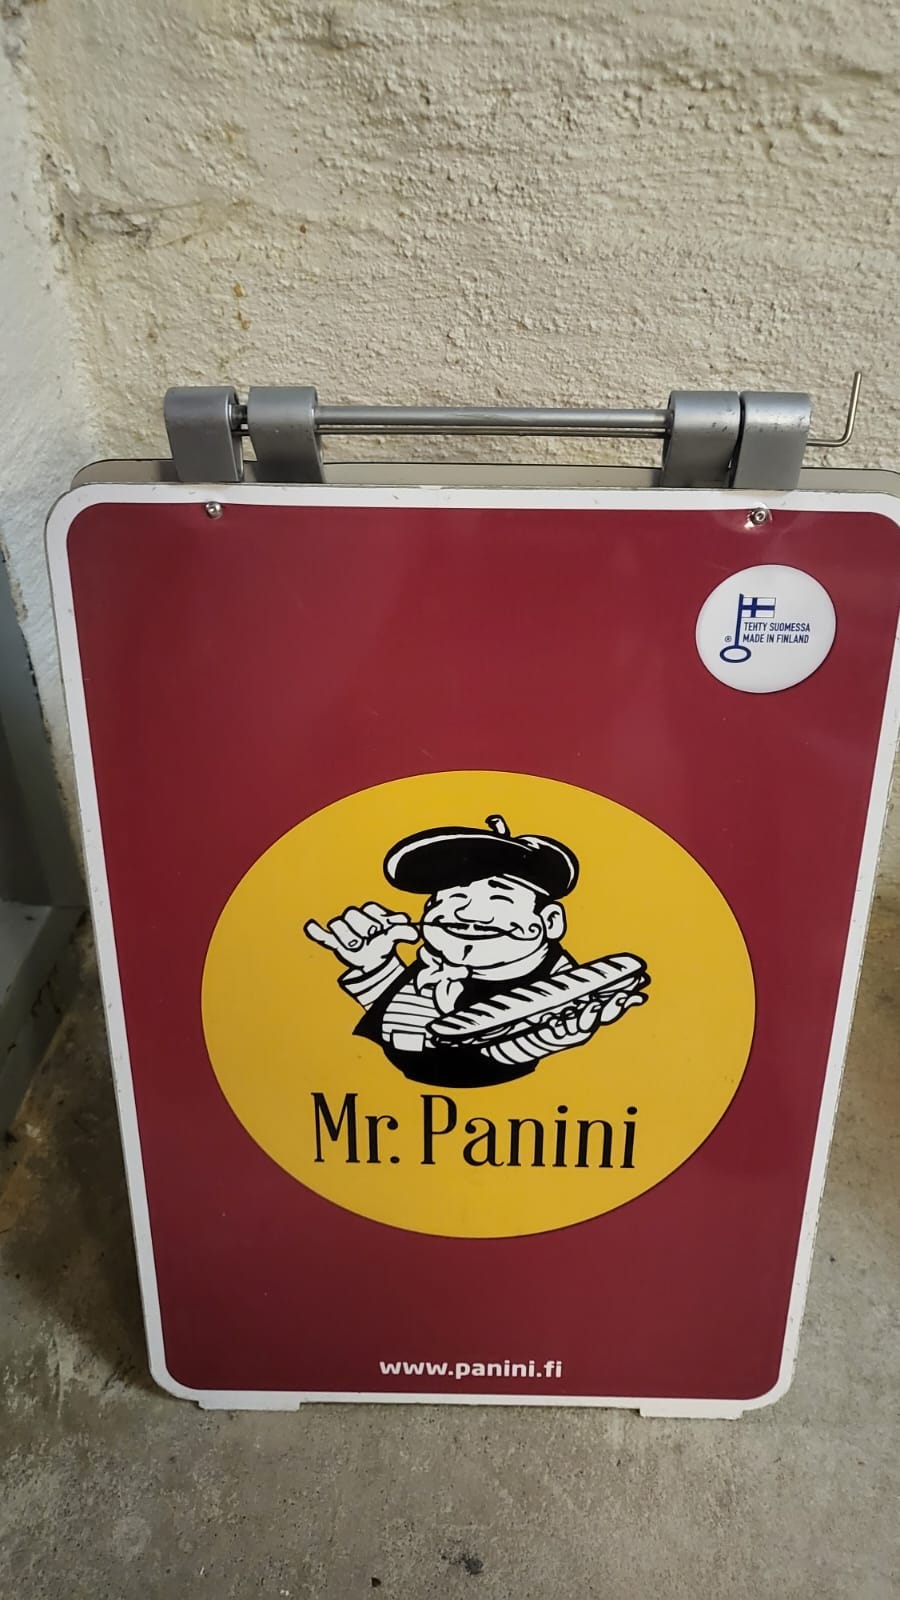 TEHTY SUOMESSA
® MADE IN FINLAND
Mr. Panini
www.panini.fi